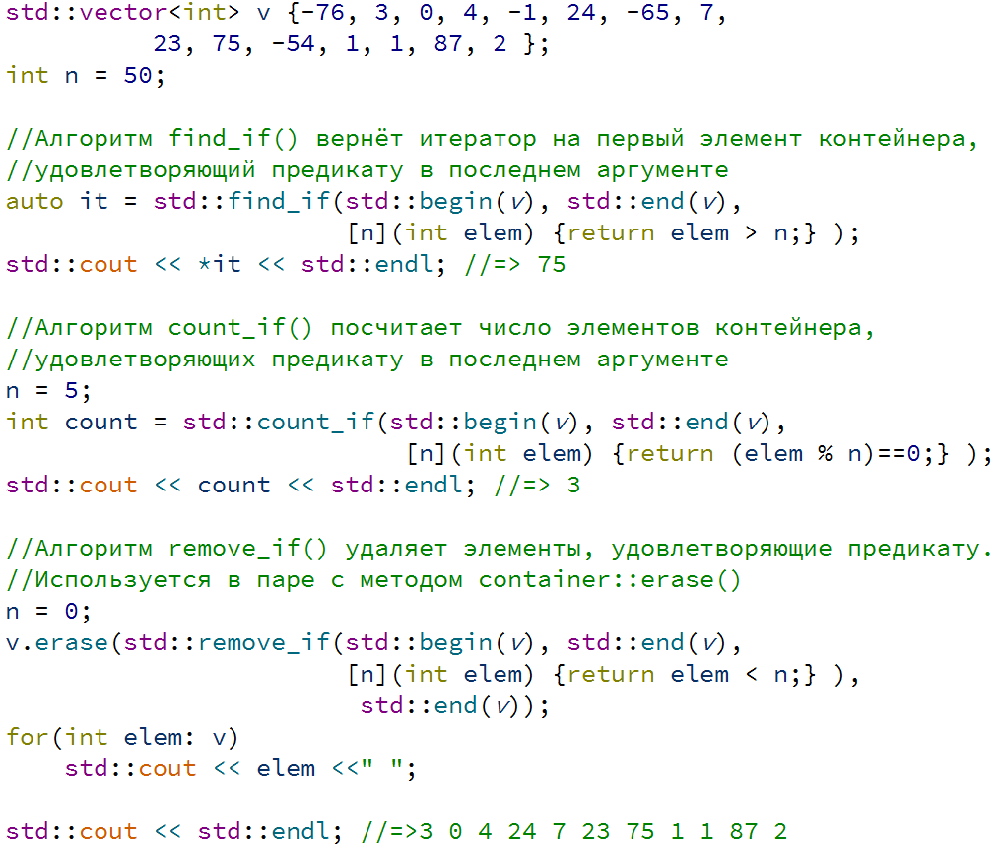 std::vector<int> v {-76, 3, 0, 4, -1, 24, -65, 7,
23, 75, -54, 1, 1, 87, 2 };
int n = 50;
//Алгоритм find_if() вернёт итератор на первый элемент контейнера,
//удовлетворяющий предикату в последнем аргументе
auto it = std::find_if(std::begin(v), std::end(v),
[n](int elem) {return elem > n;} );
std::cout << *it << std::endl; //=> 75
//Алгоритм count_if() посчитает число элементов контейнера,
//удовлетворяющих предикату в последнем аргументе
n = 5;
int count = std::count_if(std::begin(v), std::end(v),
[n](int elem) {return (elem % n)==0;} );
std::cout << count << std::endl; //=> 3
//Алгоритм remove_if() удаляет элементы, удовлетворяющие предикату.
//Используется в паре с методом container::erase()
n = 0;
v.erase(std::remove_if(std::begin(v), std::end(v),
[n](int elem) {return elem < n;} ),
std::end(v));
for(int elem: v)
std::cout << elem <<" ";
std::cout << std::endl; //=>3 0 4 24 7 23 75 1 1 87 2